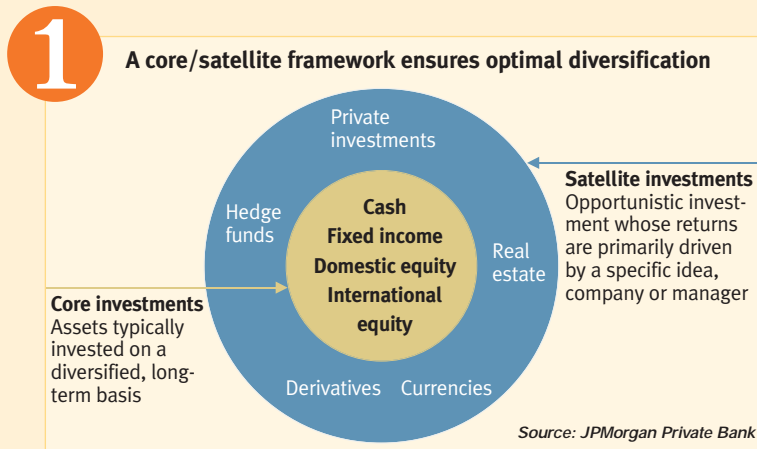 1
A core/satellite framework ensures optimal diversification
Private
investments
Hedge
funds
Cash
Fixed income
Domestic equity
International
equity
Real
estate
Derivatives
Currencies
Satellite investments
Opportunistic invest-
ment whose returns
are primarily driven
by a specific idea,
company or manager
Core investments
Assets typically
invested on a
diversified, long-
term basis
Source: JPMorgan Private Bank